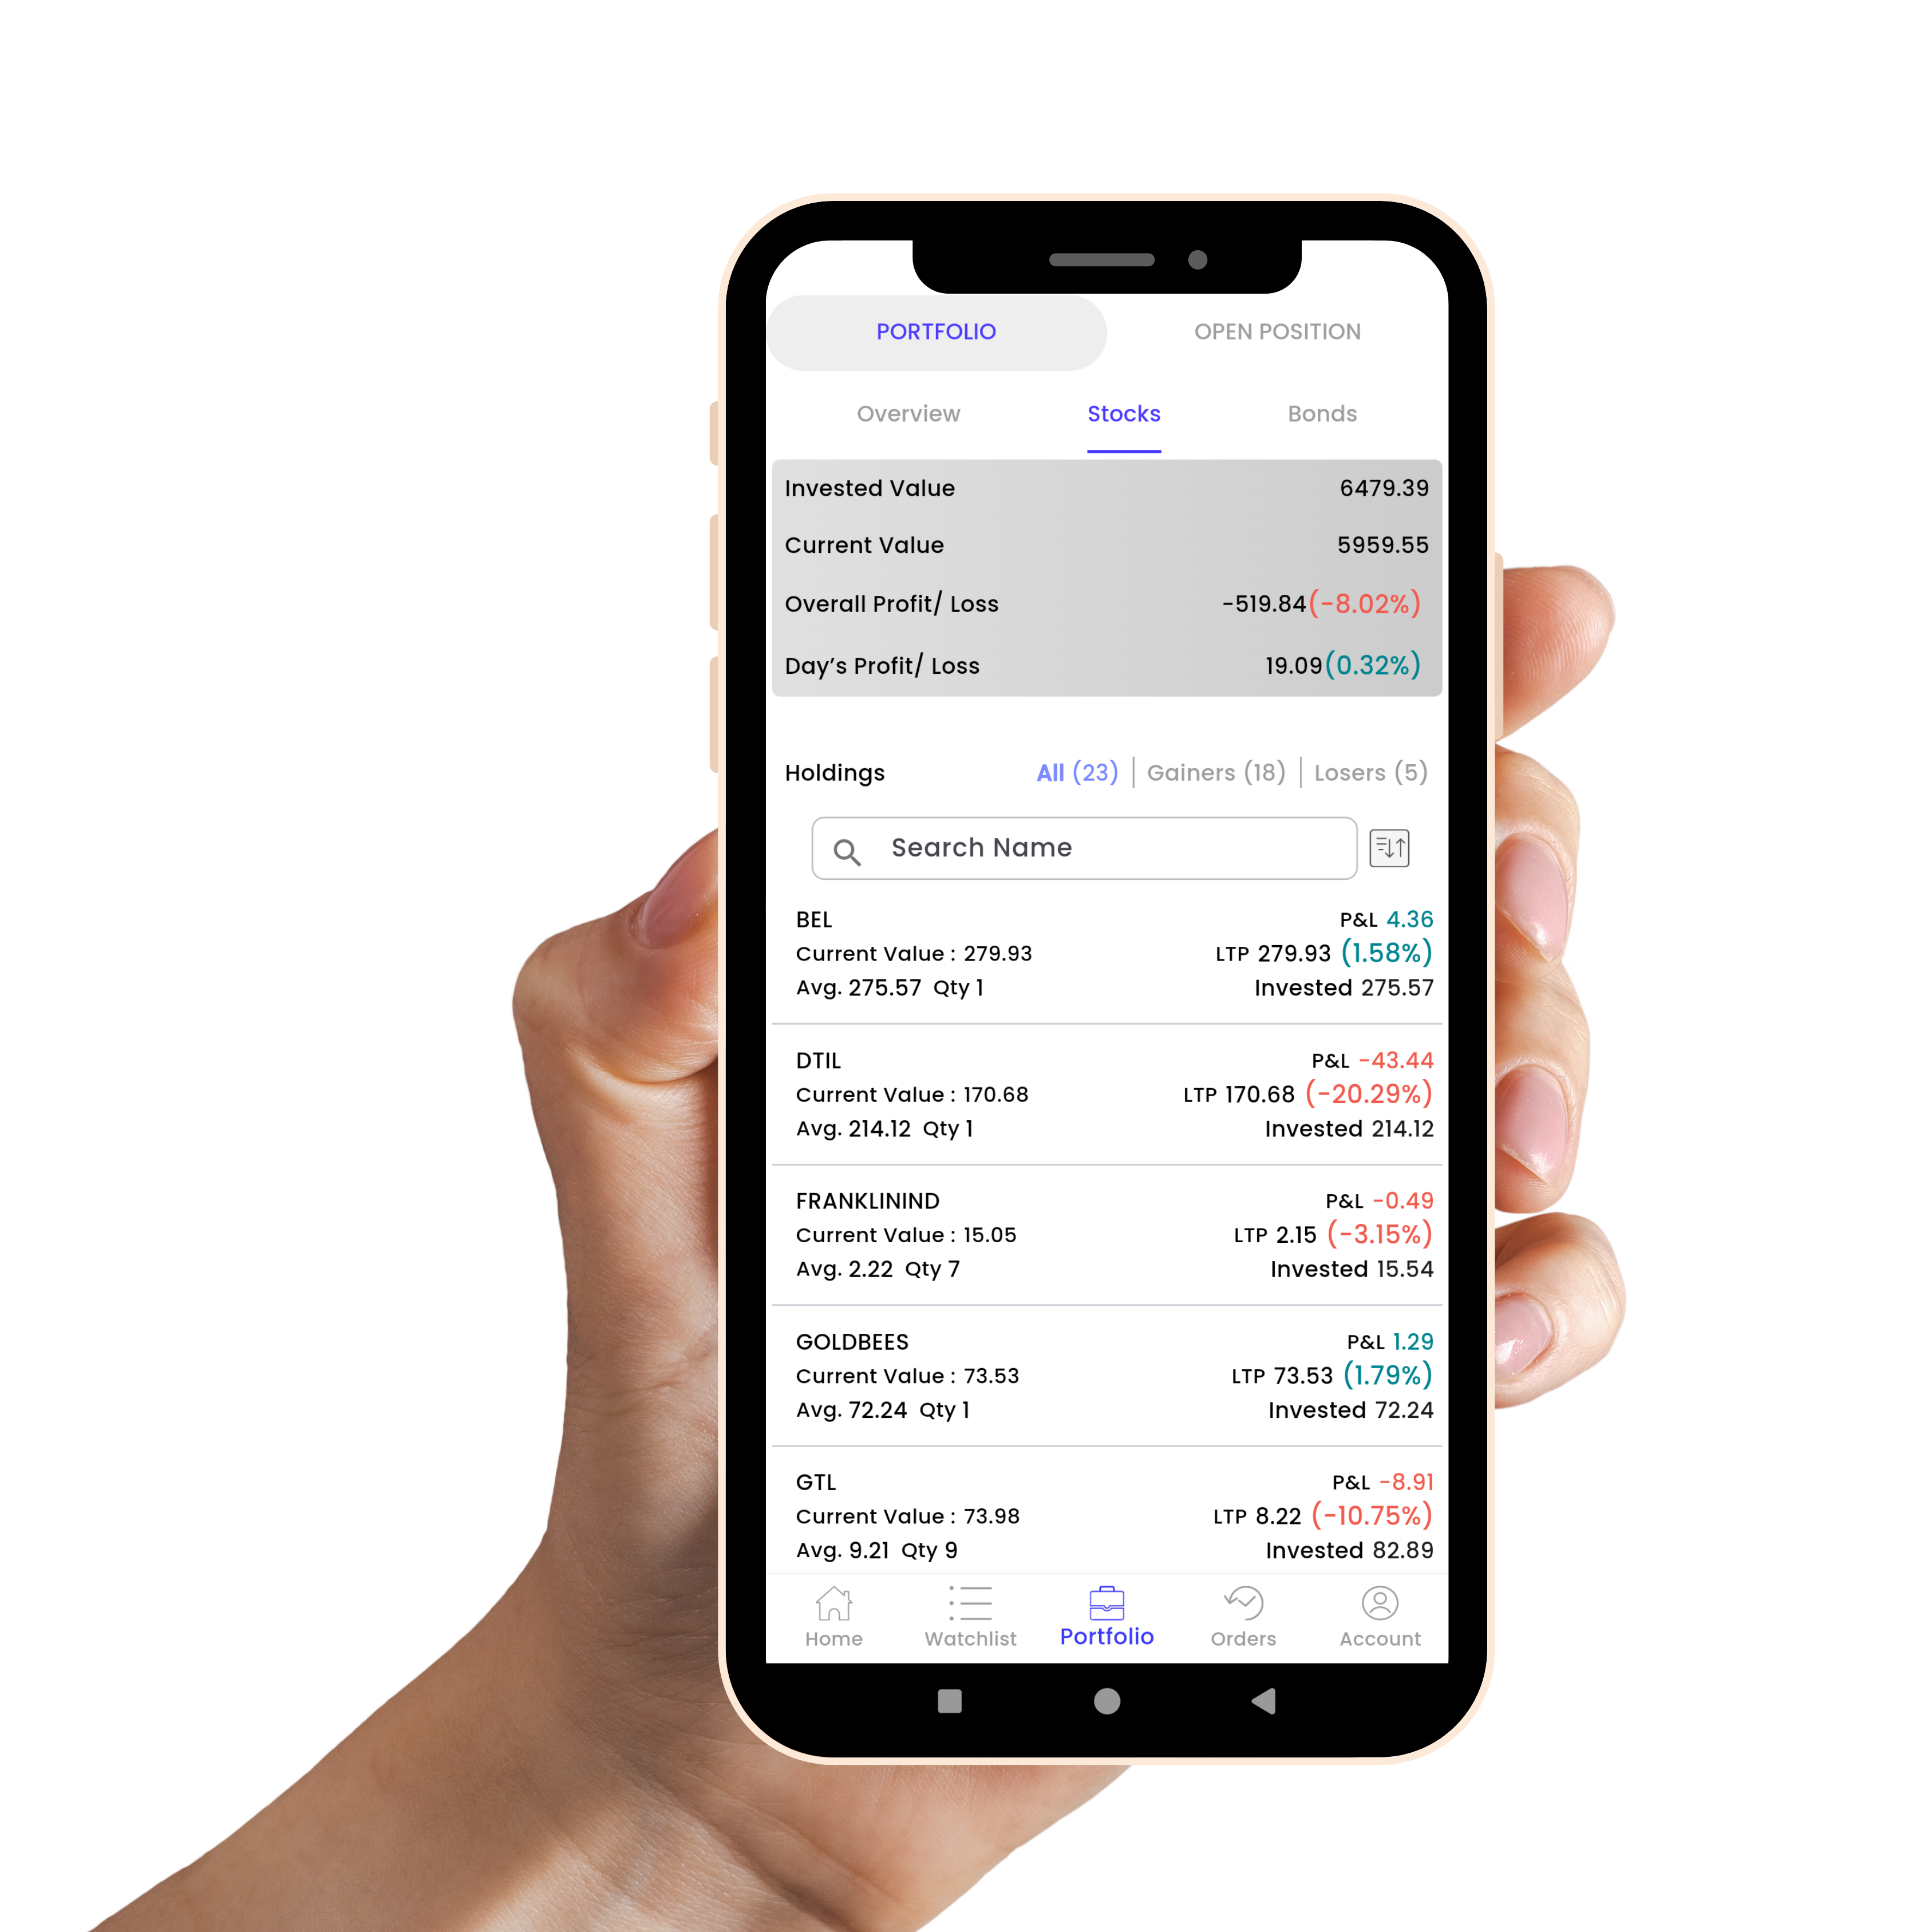 PORTFOLIO OPEN POSITION
Overview Stocks Bonds
Invested Value 6479.39
Current Value 5959.55
Overall Profit/ Loss -519.84(-8.02%)
Day’s Profit/ Loss 19.09(0.32%)
Holdings All (23) | Gainers (18) | Losers (5)
Search Name
BEL P&L 4.36
Current Value : 279.93 LTP 279.93 (1.58%)
Avg. 275.57 Qty 1 Invested 275.57
DTIL P&L -43.44
Current Value : 170.68 LTP 170.68 (-20.29%)
Avg. 214.12 Qty 1 Invested 214.12
FRANKLININD P&L -0.49
Current Value : 15.05 LTP 2.15 (-3.15%)
Avg. 2.22 Qty 7 Invested 15.54
GOLDBEES P&L 1.29
Current Value : 73.53 LTP 73.53 (1.79%)
Avg. 72.24 Qty 1 Invested 72.24
GTL P&L -8.91
Current Value : 73.98 LTP 8.22 (-10.75%)
Avg. 9.21 Qty 9 Invested 82.89
Home Watchlist Portfolio Orders Account